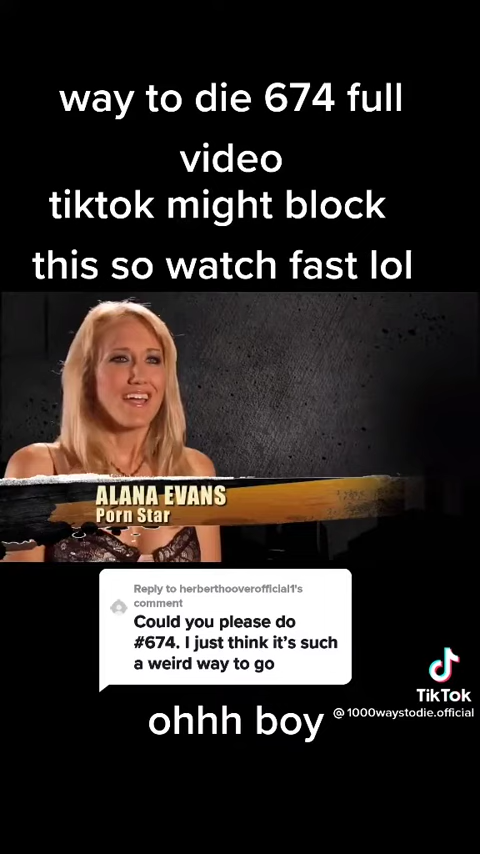 way to die 674 full
video
tiktok might block
this so watch fast lol
ALANA EVANS
Porn Star
Reply to herberthooverofficial1's
comment
Could you please do
#674. I just think it's such
a weird way to go
TikTok
@1000waystodie.official
ohhh boy